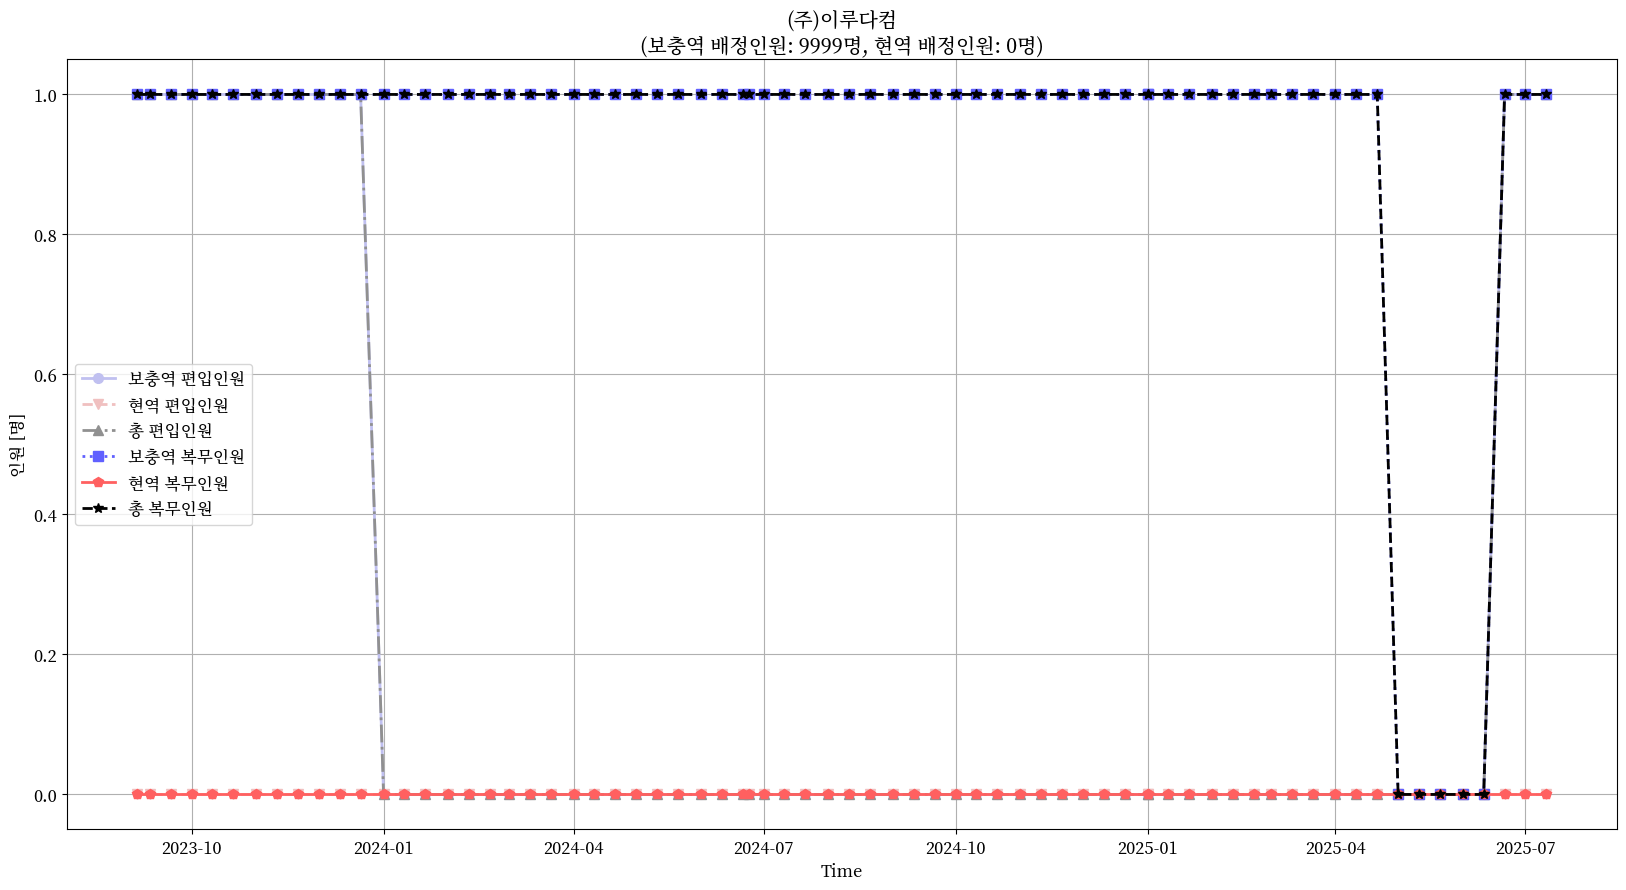 (주)이루다컴
(보충역 배정인원: 9999명, 현역 배정인원: 0명)
1.0
0.8
0.6
0.4
0.2
0.0
인원 [명]
보충역 편입인원
현역 편입인원
총 편입인원
보충역 복무인원
현역 복무인원
총 복무인원
2023-10
2024-01
2024-04
2024-07
2024-10
2025-01
2025-04
2025-07
Time